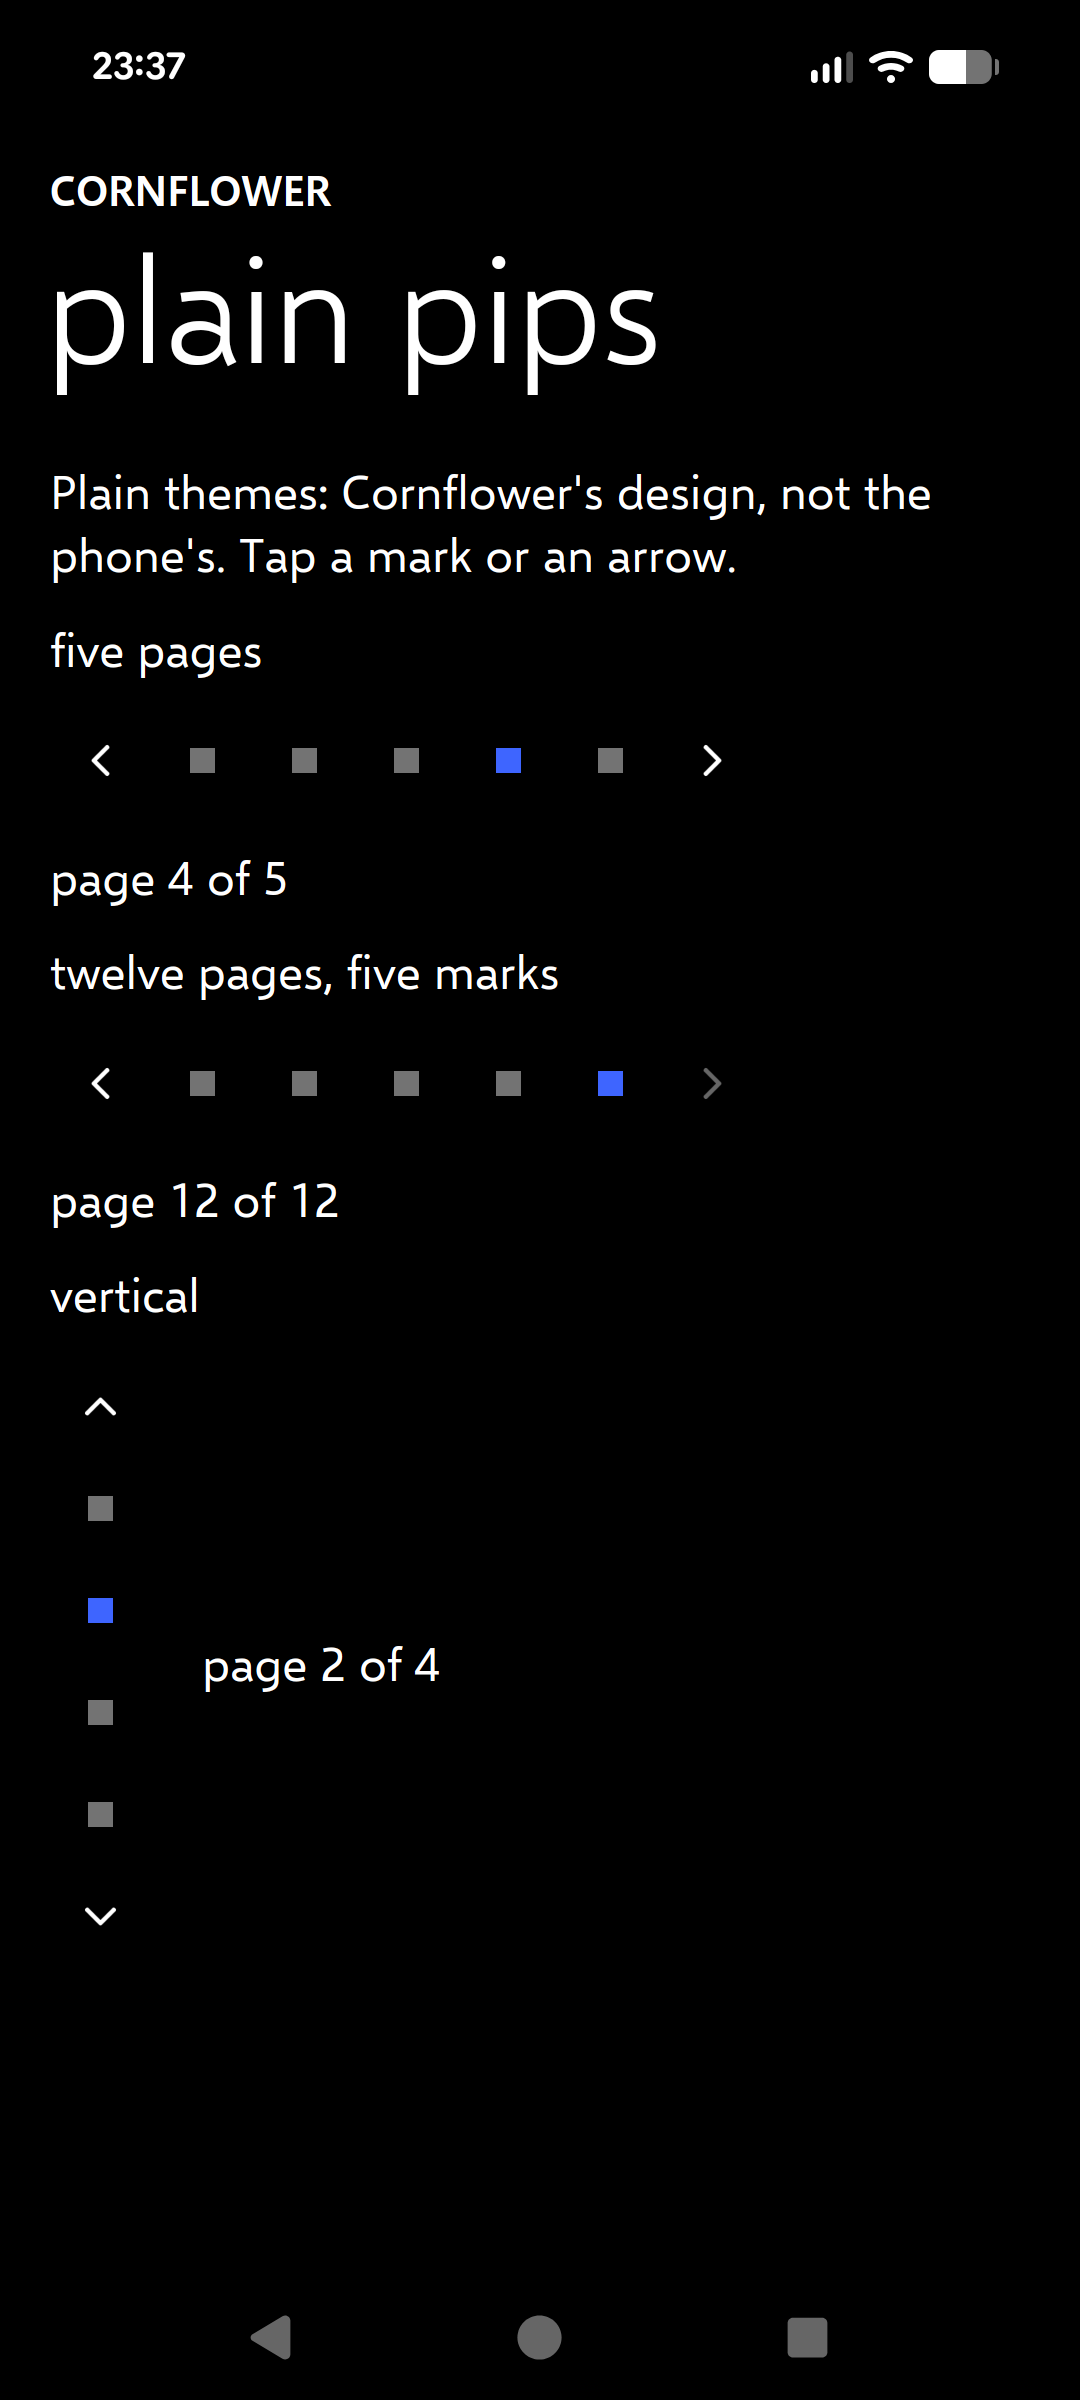 23:37
CORNFLOWER
plain pips
Plain themes: Cornflower's design, not the
phone's. Tap a mark or an arrow.
five pages
page 4 of 5
twelve pages, five marks
page 12 of 12
vertical
page 2 of 4